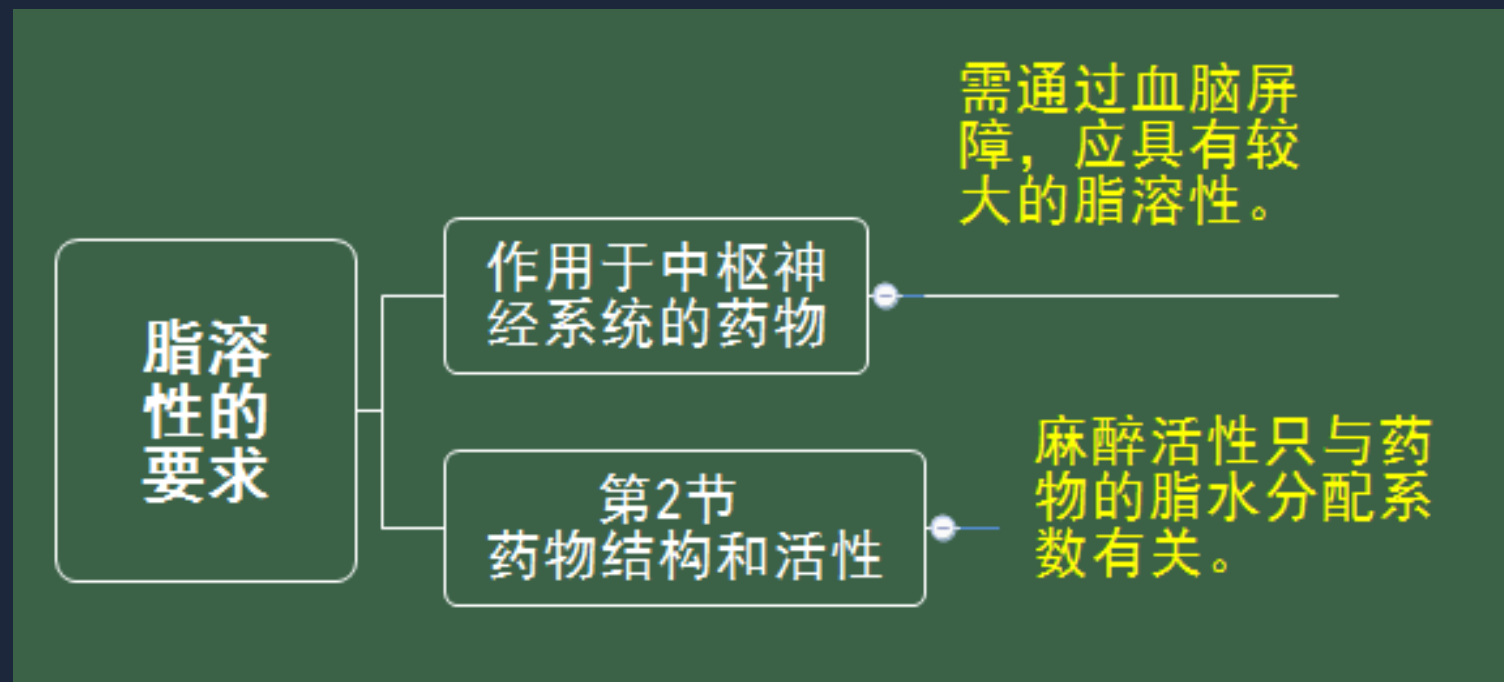 脂溶
性的
要求
作用于中枢神
经系统的药物
需通过血脑屏
障，应具有较
大的脂溶性。
第2节
药物结构和活性
麻醉活性只与药
物的脂水分配系
数有关。